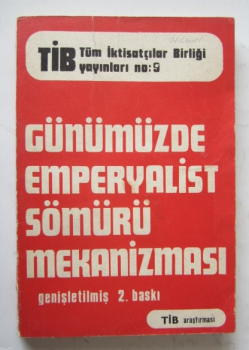 TİB Tüm İktisatçılar Birliği
yayınları no: 9
GÜNÜMÜZDE
EMPERYALİST
SÖMÜRÜ
MEKANİZMASI
genişletilmiş 2. baskı
TİB araştırması